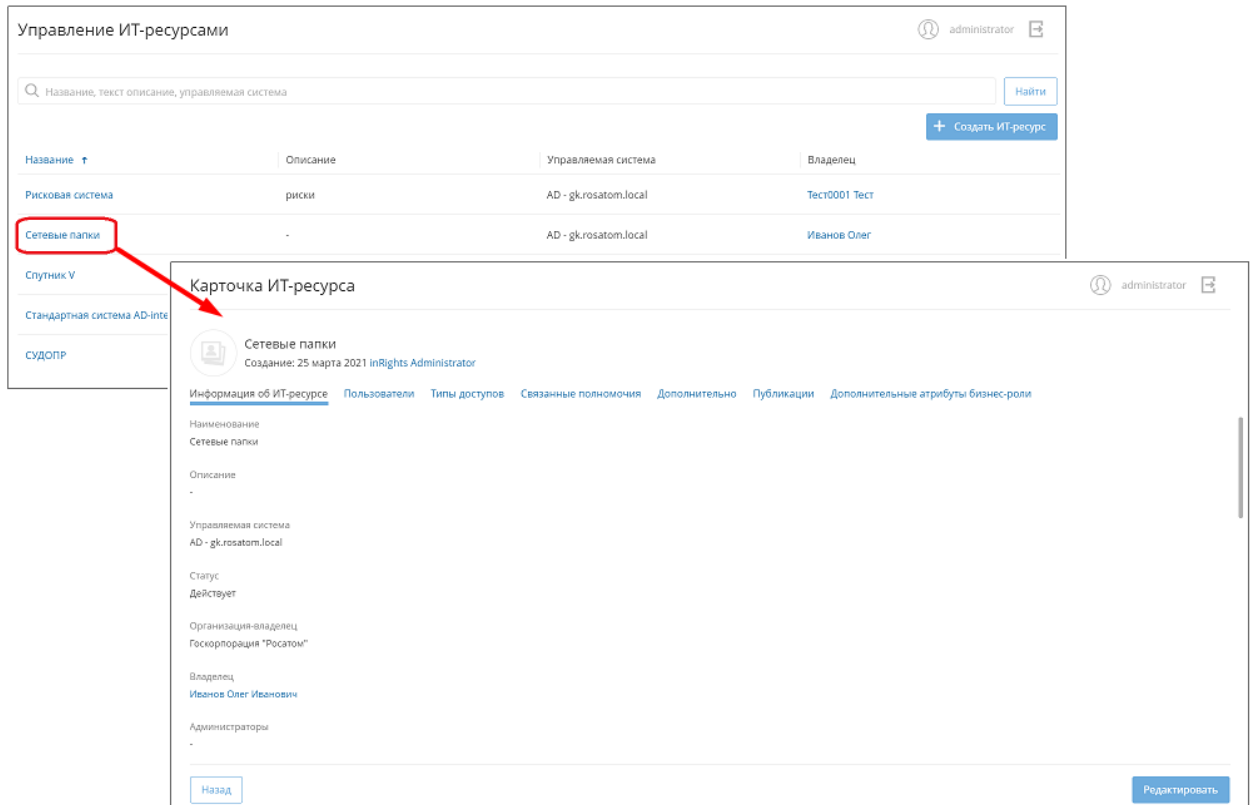 Управление ИТ-ресурсами
administrator
Название, текст описание, управляемая система
Найти
+ Создать ИТ-ресурс
Название ↑ Описание Управляемая система Владелец
Рисковая система риски AD - gk.rosatom.local Тест0001 Тест
Сетевые папки - AD - gk.rosatom.local Иванов Олег
Спутник V
Стандартная система AD-inte
СУДОПР
Карточка ИТ-ресурса
administrator
Сетевые папки
Создание: 25 марта 2021 inRights Administrator
Информация об ИТ-ресурсе Пользователи Типы доступов Связанные полномочия Дополнительно Публикации Дополнительные атрибуты бизнес-роли
Наименование
Сетевые папки
Описание
-
Управляемая система
AD - gk.rosatom.local
Статус
Действует
Организация-владелец
Госкорпорация "Росатом"
Владелец
Иванов Олег Иванович
Администраторы
-
Назад
Редактировать